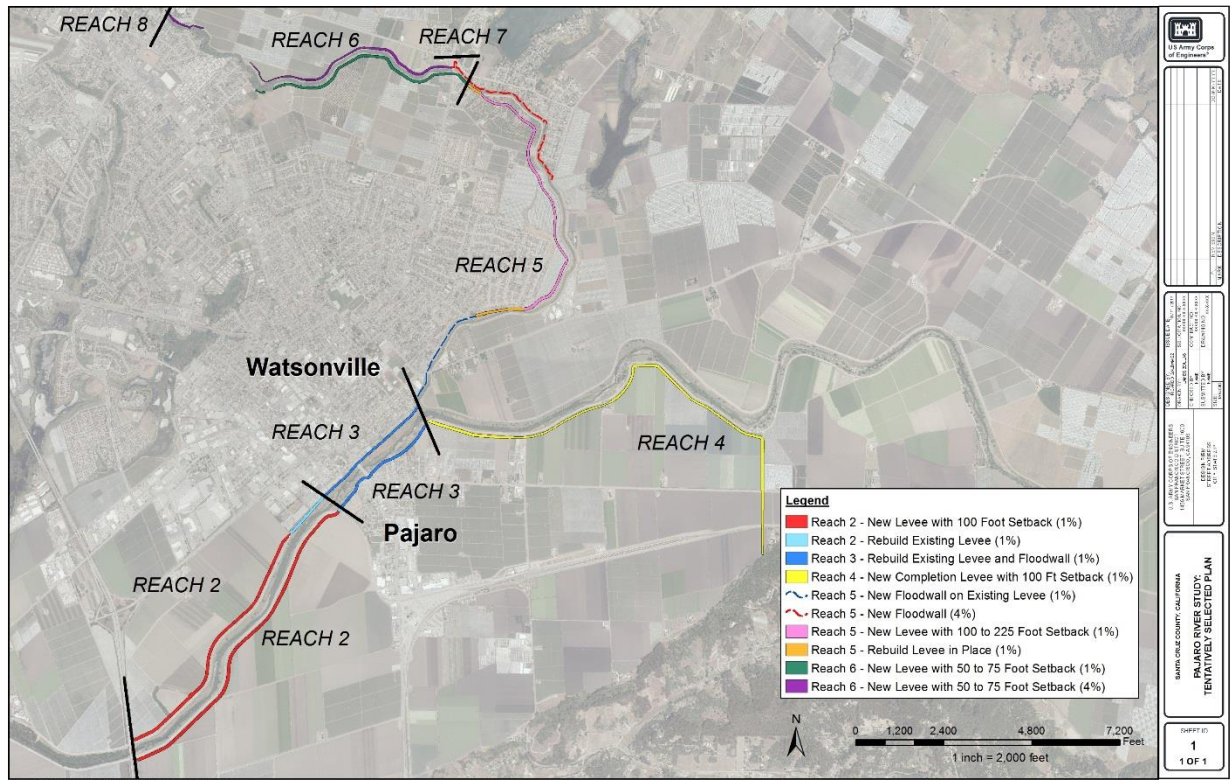 REACH 8
REACH 6
REACH 7
REACH 5
Watsonville
REACH 3
REACH 4
REACH 3
Pajaro
REACH 2
REACH 2
Legend
Reach 2 - New Levee with 100 Foot Setback (1%)
Reach 2 - Rebuild Existing Levee (1%)
Reach 3 - Rebuild Existing Levee and Floodwall (1%)
Reach 4 - New Completion Levee with 100 Ft Setback (1%)
Reach 5 - New Floodwall on Existing Levee (1%)
Reach 5 - New Floodwall (4%)
Reach 5 - New Levee with 100 to 225 Foot Setback (1%)
Reach 5 - Rebuild Levee in Place (1%)
Reach 6 - New Levee with 50 to 75 Foot Setback (1%)
Reach 6 - New Levee with 50 to 75 Foot Setback (4%)
N
0 1,200 2,400 4,800 7,200
Feet
1 inch = 2,000 feet
US Army Corps
of Engineers®
U.S. ARMY CORPS OF ENGINEERS
SANTA CRUZ COUNTY, CALIFORNIA
PAJARO RIVER STUDY:
TENTATIVELY SELECTED PLAN
SHEET ID
1
1 OF 1